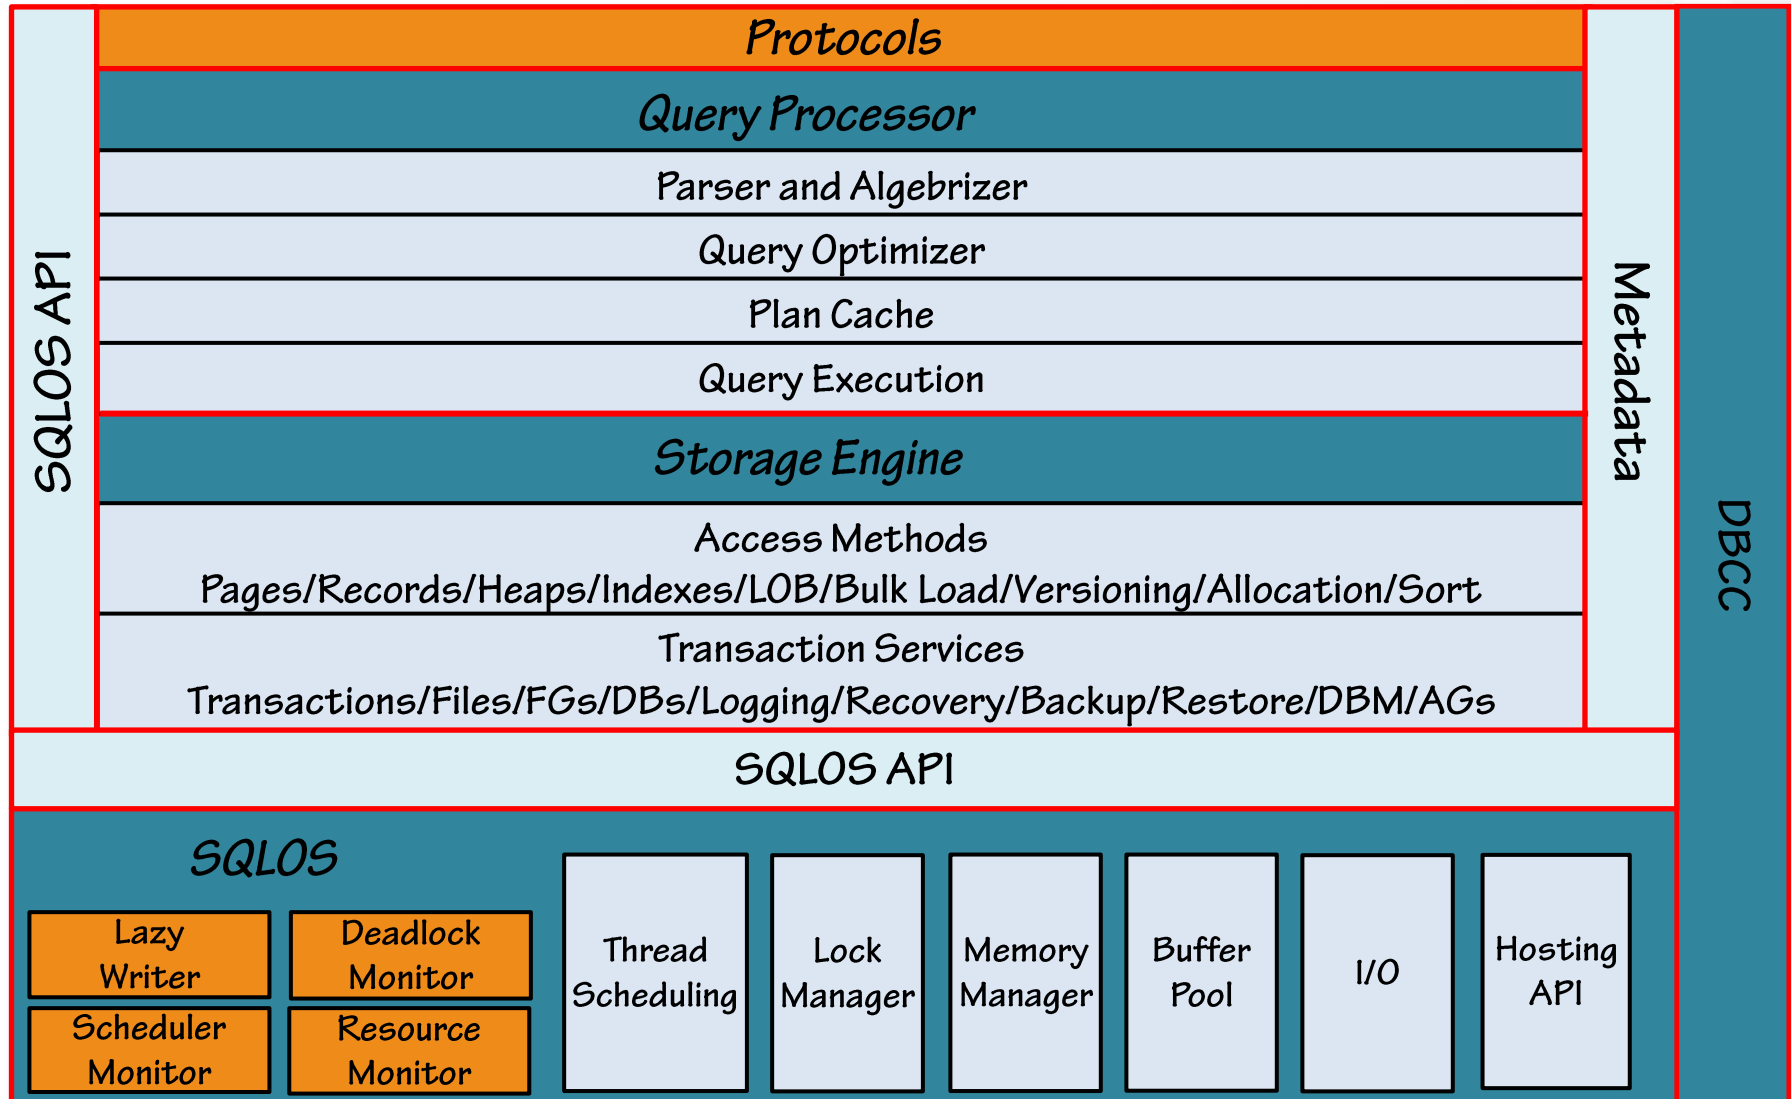 Protocols
Query Processor
Parser and Algebrizer
Query Optimizer
Plan Cache
Query Execution
Storage Engine
Access Methods
Pages/Records/Heaps/Indexes/LOB/Bulk Load/Versioning/Allocation/Sort
Transaction Services
Transactions/Files/FGs/DBs/Logging/Recovery/Backup/Restore/DBM/AGs
SQLOS API
Metadata
DBCC
SQLOS API
SQLOS
Lazy
Writer
Deadlock
Monitor
Scheduler
Monitor
Resource
Monitor
Thread
Scheduling
Lock
Manager
Memory
Manager
Buffer
Pool
I/O
Hosting
API